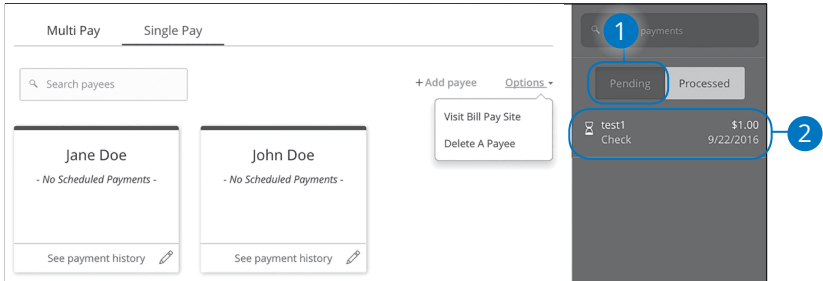 Multi Pay Single Pay
Search payees
+ Add payee Options
Visit Bill Pay Site
Delete A Payee
Jane Doe
- No Scheduled Payments -
See payment history
John Doe
- No Scheduled Payments -
See payment history
payments
1
Pending Processed
test1 $1.00
Check 9/22/2016
2